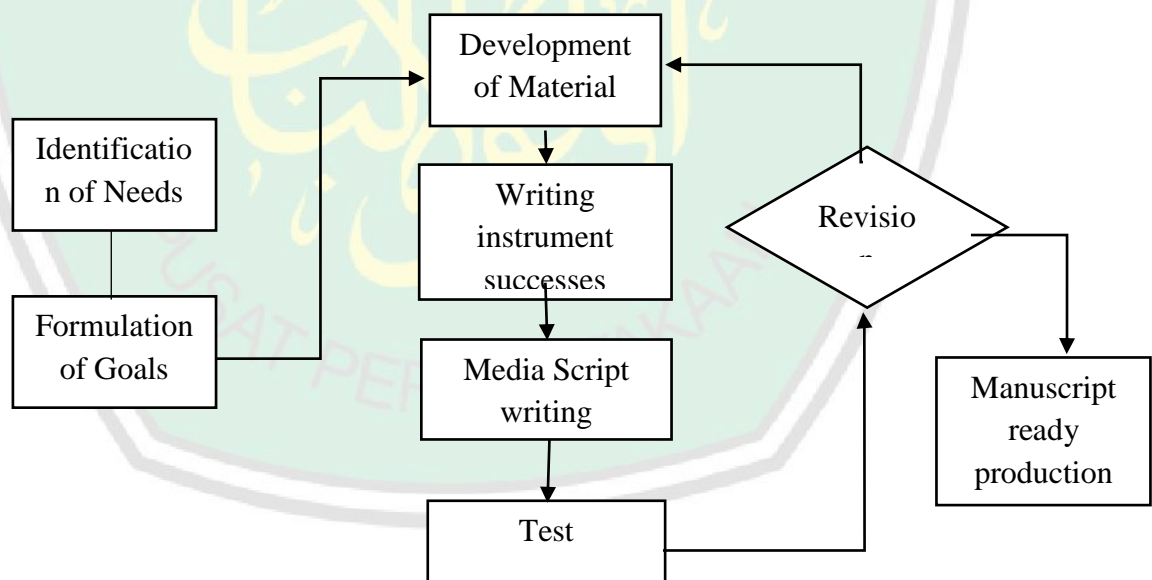 Development
of Material
Identificatio
n of Needs
Writing
instrument
successes
Revisio
Formulation
of Goals
Media Script
writing
Manuscript
ready
production
Test
PUSAT